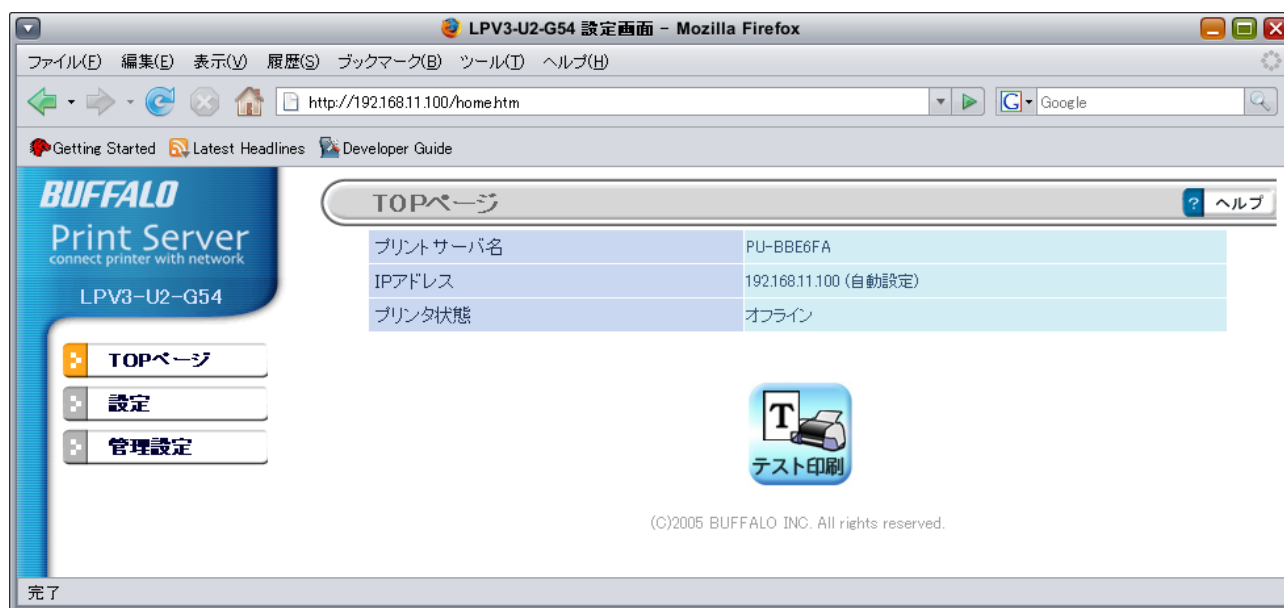 LPV3-U2-G54 設定画面 - Mozilla Firefox
ファイル(F) 編集(E) 表示(V) 履歴(S) ブックマーク(B) ツール(T) ヘルプ(H)
http://192.168.11.100/home.htm
G Google
Getting Started Latest Headlines Developer Guide
BUFFALO
Print Server
connect printer with network
LPV3-U2-G54
TOPページ
設定
管理設定
TOPページ
? ヘルプ
プリントサーバ名 PU-BBE6FA
IPアドレス 192.168.11.100 (自動設定)
プリンタ状態 オフライン
T
テスト印刷
(C)2005 BUFFALO INC. All rights reserved.
完了